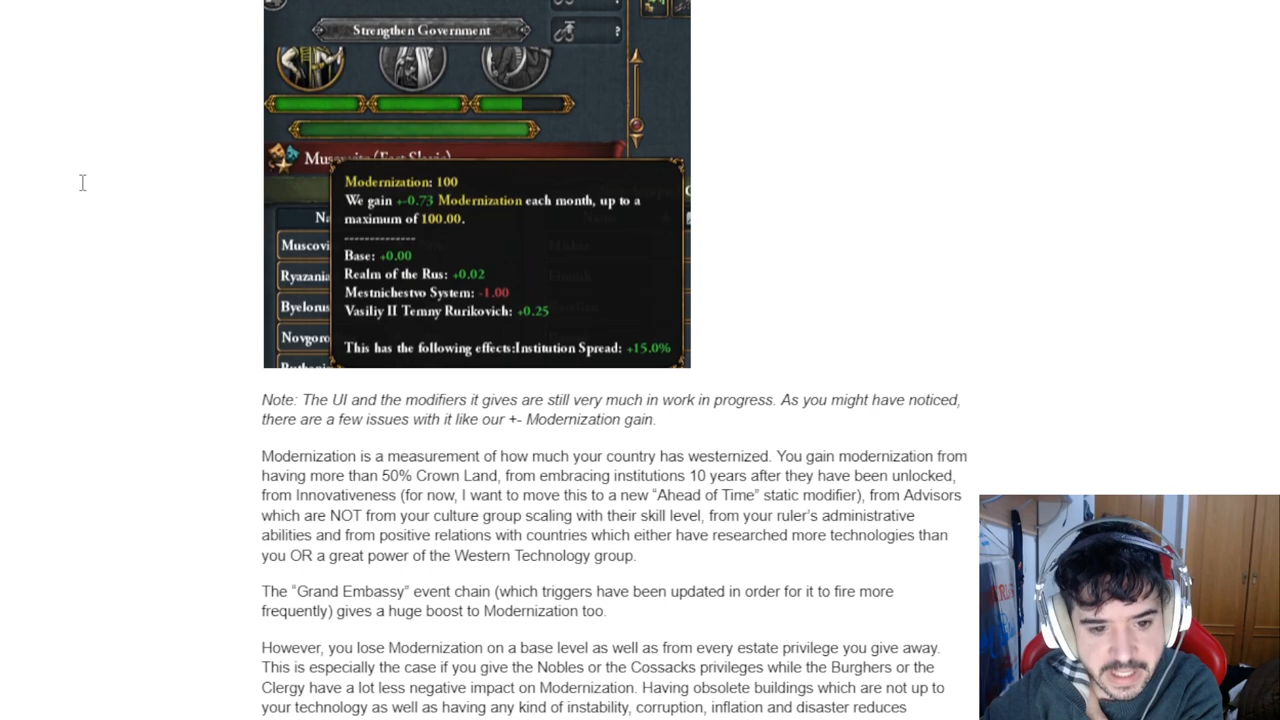 Strengthen Government
?
?
Muscovite (East Slavic)
Modernization: 100
We gain +-0.73 Modernization each month, up to a
maximum of 100.00.
--------------
Base: +0.00
Realm of the Rus: +0.02
Mestnichestvo System: -1.00
Vasiliy II Temny Rurikovich: +0.25
This has the following effects:Institution Spread: +15.0%
Na
Muscovi
Ryazania
Byelorus
Novgoro
Note: The UI and the modifiers it gives are still very much in work in progress. As you might have noticed,
there are a few issues with it like our +- Modernization gain.
Modernization is a measurement of how much your country has westernized. You gain modernization from
having more than 50% Crown Land, from embracing institutions 10 years after they have been unlocked,
from Innovativeness (for now, I want to move this to a new “Ahead of Time” static modifier), from Advisors
which are NOT from your culture group scaling with their skill level, from your ruler’s administrative
abilities and from positive relations with countries which either have researched more technologies than
you OR a great power of the Western Technology group.
The “Grand Embassy” event chain (which triggers have been updated in order for it to fire more
frequently) gives a huge boost to Modernization too.
However, you lose Modernization on a base level as well as from every estate privilege you give away.
This is especially the case if you give the Nobles or the Cossacks privileges while the Burghers or the
Clergy have a lot less negative impact on Modernization. Having obsolete buildings which are not up to
your technology as well as having any kind of instability, corruption, inflation and disaster reduces